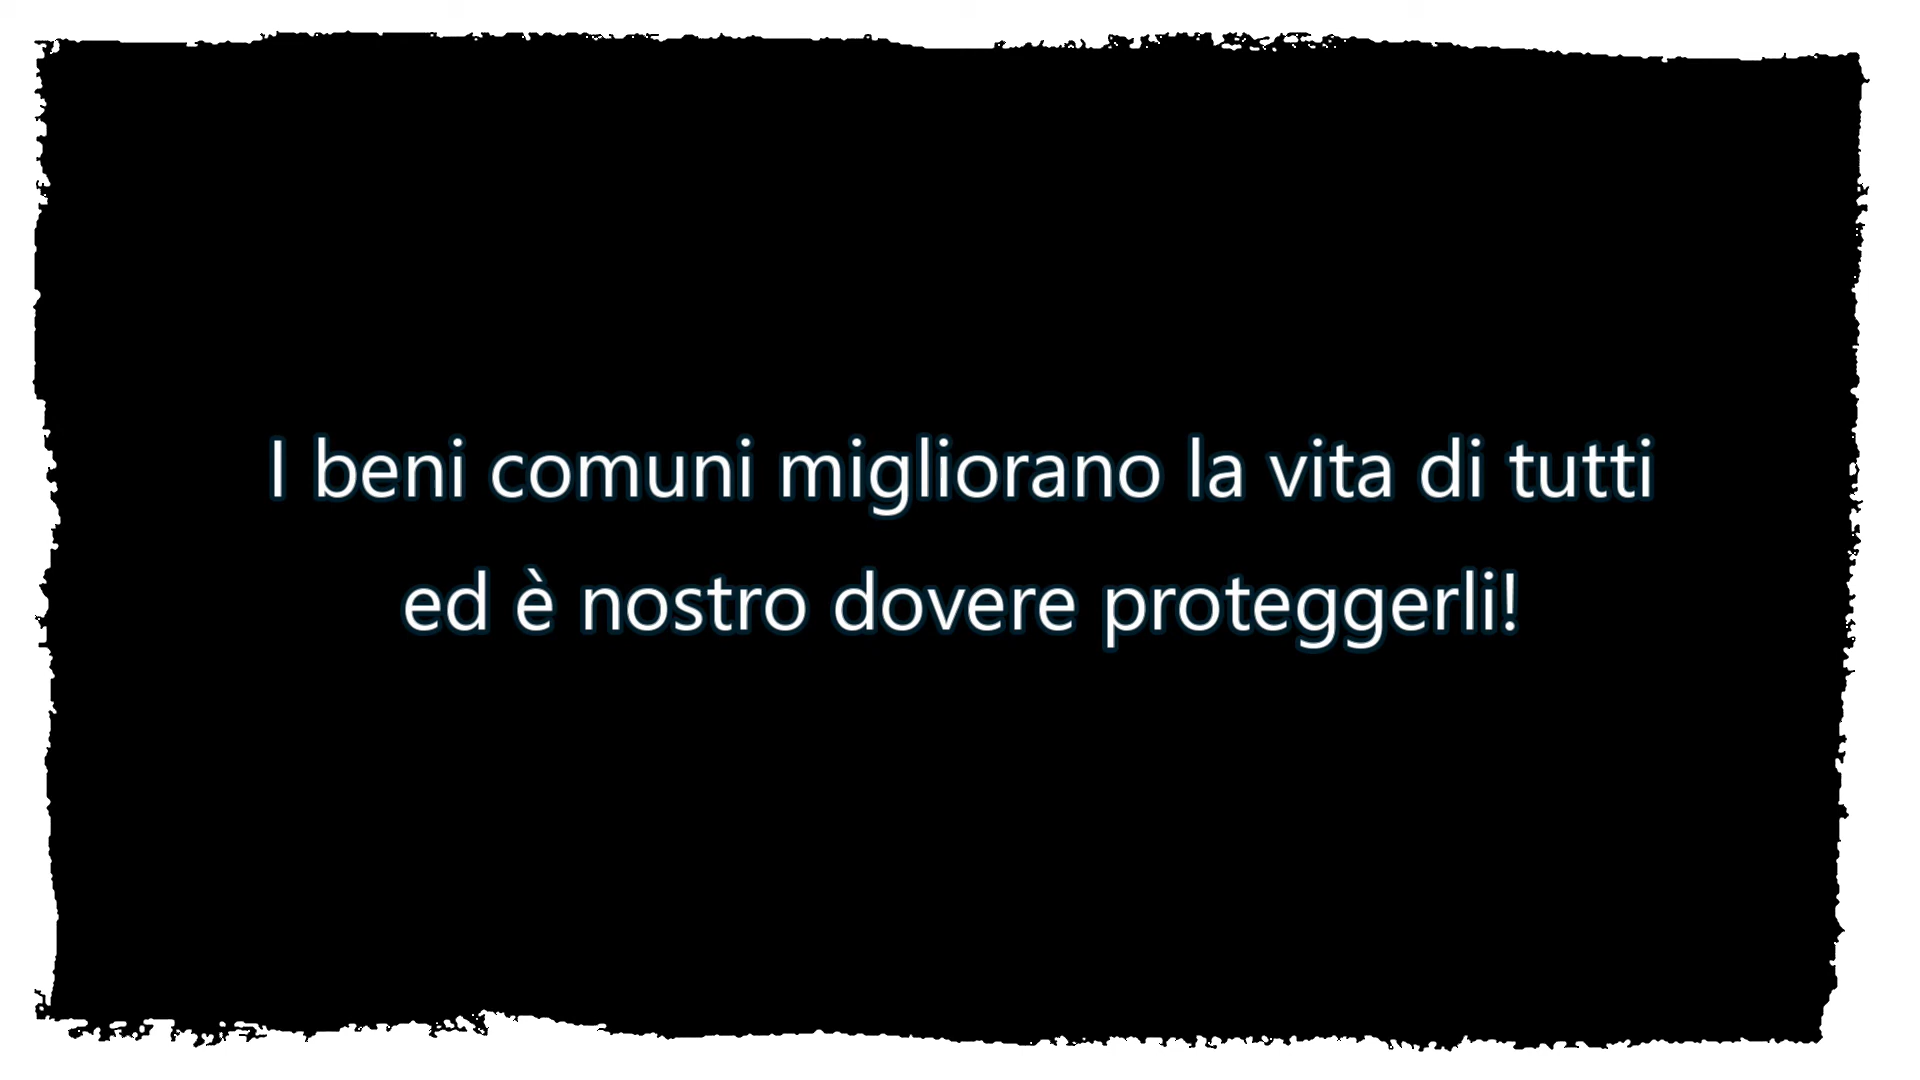 I beni comuni migliorano la vita di tutti
ed è nostro dovere proteggerli!